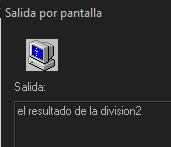 Salida por pantalla
Salida:
el resultado de la division2